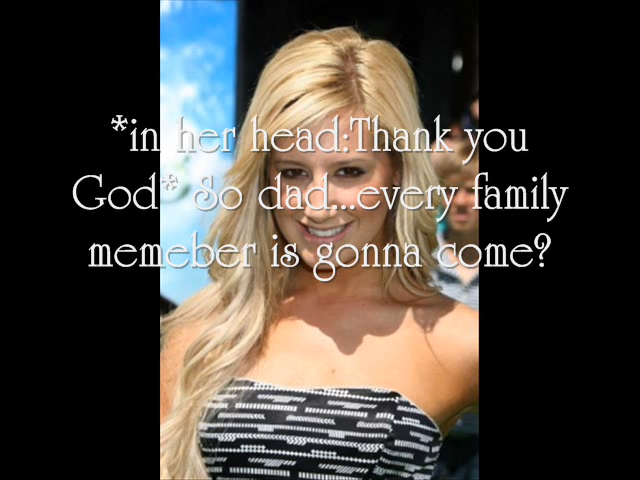 *in her head:Thank you
God* So dad...every family
memeber is gonna come?